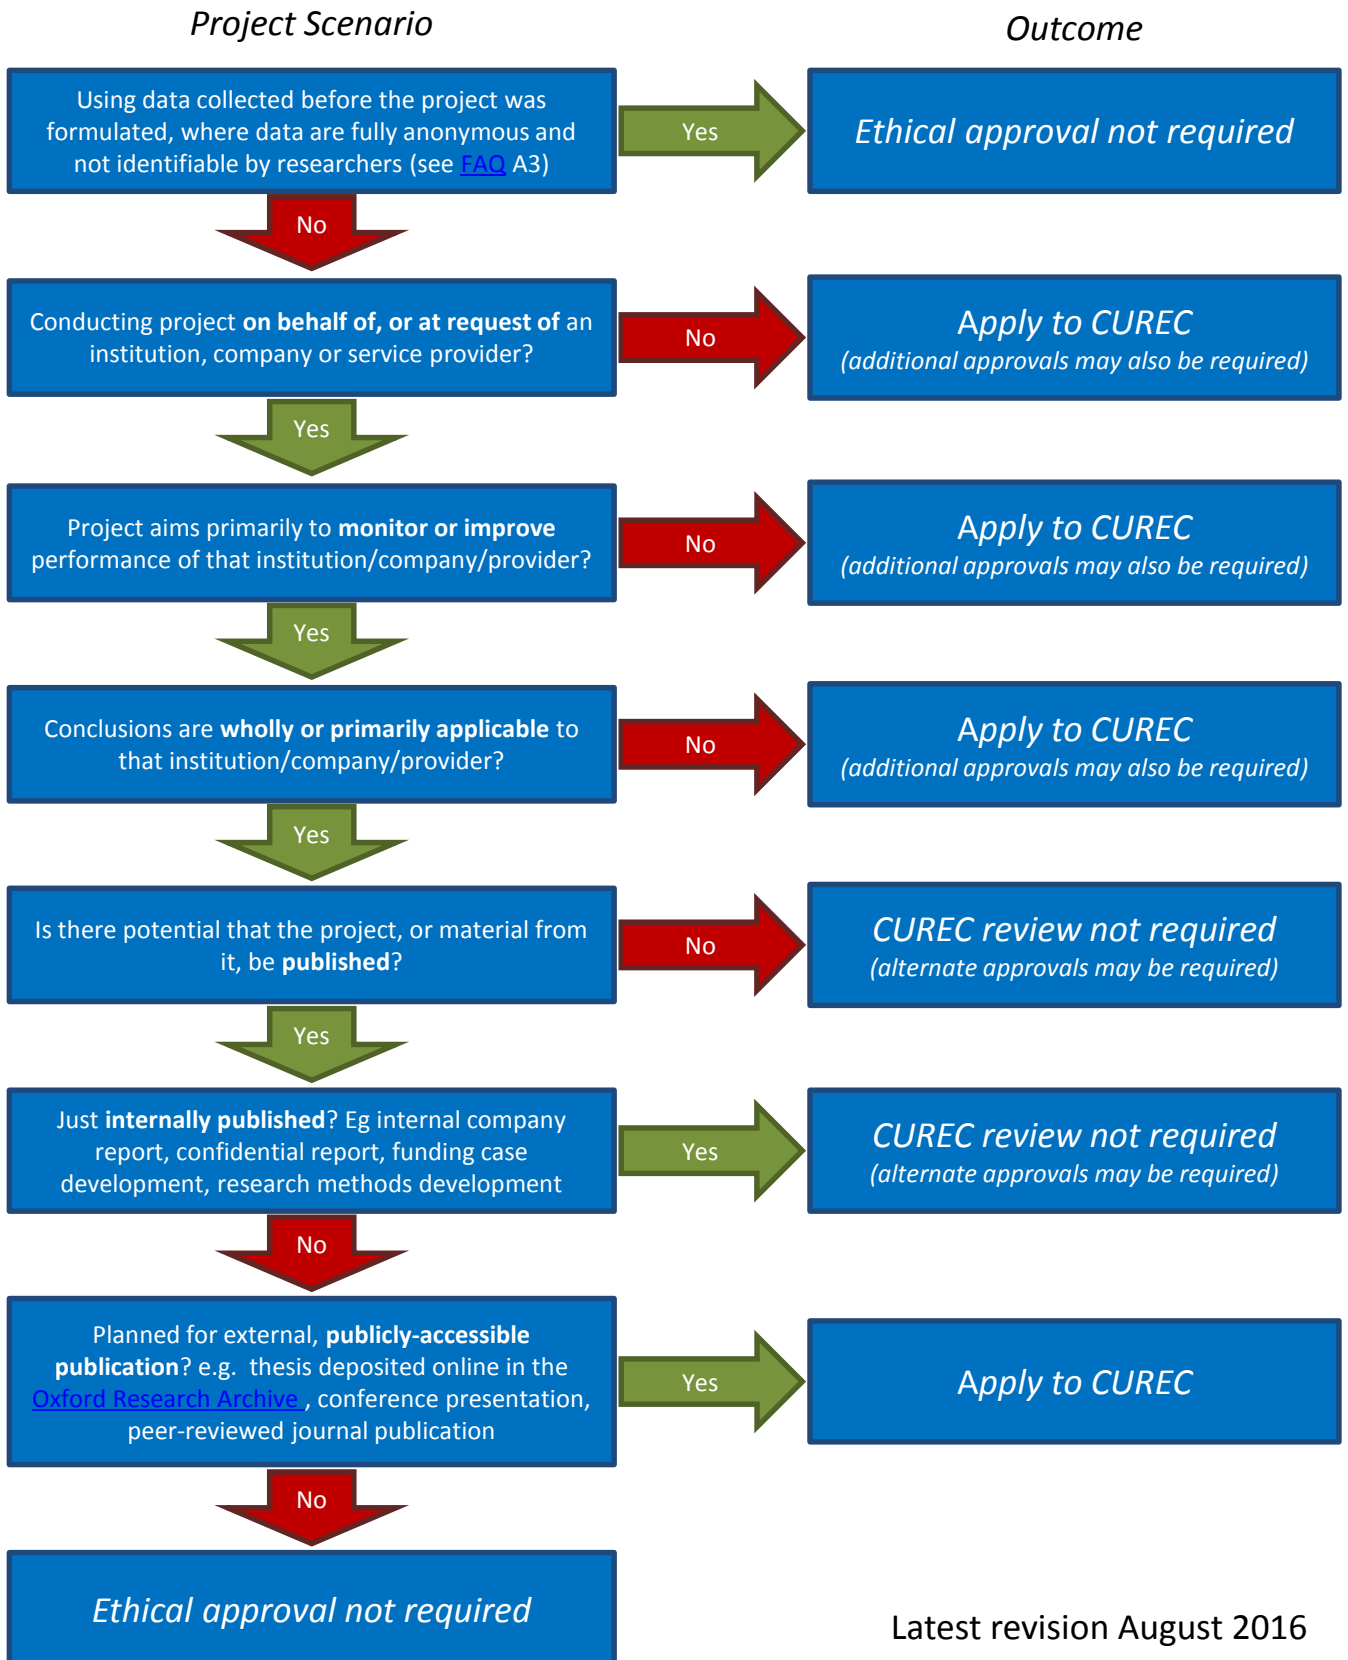 Project Scenario
Outcome
Using data collected before the project was
formulated, where data are fully anonymous and
not identifiable by researchers (see FAQ A3)
Yes
Ethical approval not required
No
Conducting project on behalf of, or at request of an
institution, company or service provider?
No
Apply to CUREC
(additional approvals may also be required)
Yes
Project aims primarily to monitor or improve
performance of that institution/company/provider?
No
Apply to CUREC
(additional approvals may also be required)
Yes
Conclusions are wholly or primarily applicable to
that institution/company/provider?
No
Apply to CUREC
(additional approvals may also be required)
Yes
Is there potential that the project, or material from
it, be published?
No
CUREC review not required
(alternate approvals may be required)
Yes
Just internally published? Eg internal company
report, confidential report, funding case
development, research methods development
Yes
CUREC review not required
(alternate approvals may be required)
No
Planned for external, publicly-accessible
publication? e.g. thesis deposited online in the
Oxford Research Archive , conference presentation,
peer-reviewed journal publication
Yes
Apply to CUREC
No
Ethical approval not required
Latest revision August 2016